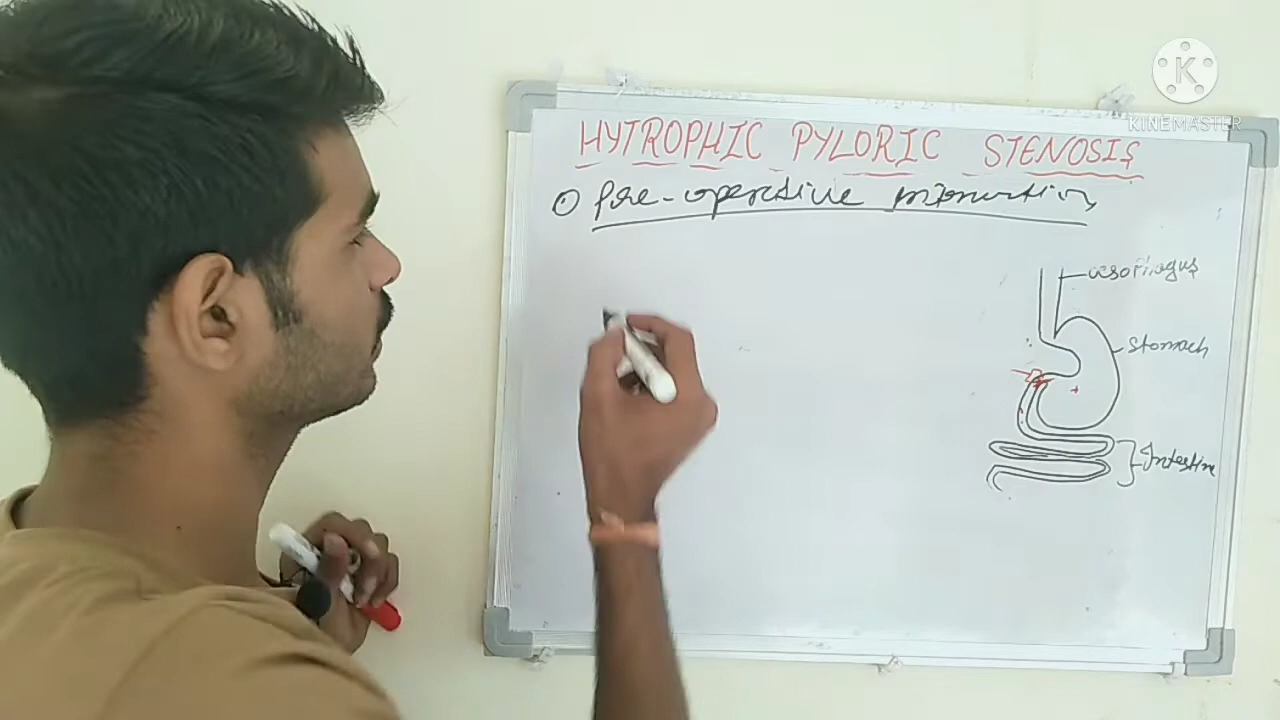 KINEMASTER
HYTROPHIC PYLORIC STENOSIS
① Pre-operative
oesophagus
Stomach
Intestine